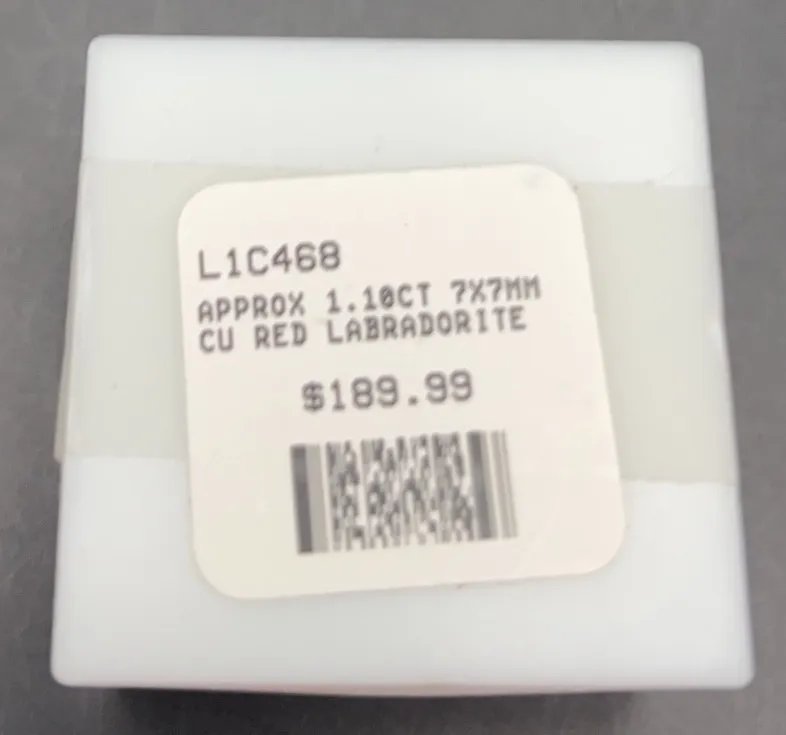 L1C468
APPROX 1.10CT 7X7MM
CU RED LABRADORITE
$189.99